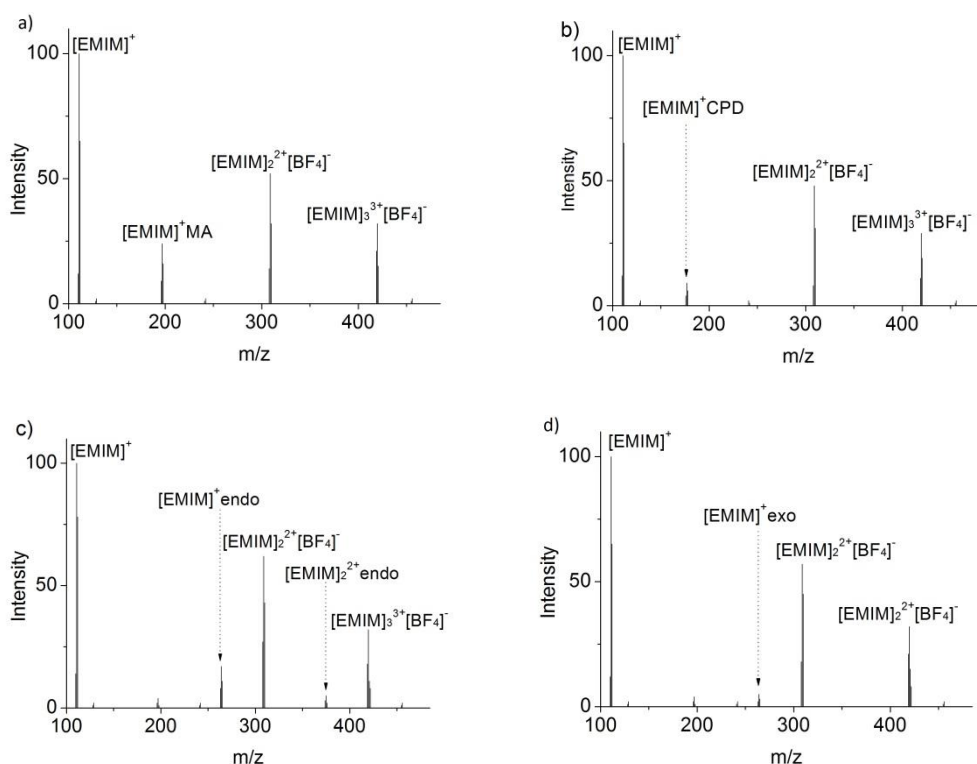 a)
[EMIM]⁺
100
[EMIM]₂²⁺[BF₄]⁻
Intensity
50
[EMIM]₃³⁺[BF₄]⁻
[EMIM]⁺MA
0
100 200 300 400
m/z
b)
[EMIM]⁺
100
[EMIM]⁺CPD
[EMIM]₂²⁺[BF₄]⁻
Intensity
50
[EMIM]₃³⁺[BF₄]⁻
0
100 200 300 400
m/z
c)
[EMIM]⁺
100
[EMIM]⁺endo
[EMIM]₂²⁺[BF₄]⁻
[EMIM]₂²⁺endo
Intensity
50
[EMIM]₃³⁺[BF₄]⁻
0
100 200 300 400
m/z
d)
[EMIM]⁺
100
[EMIM]⁺exo
[EMIM]₂²⁺[BF₄]⁻
Intensity
50
[EMIM]₂²⁺[BF₄]⁻
0
100 200 300 400
m/z